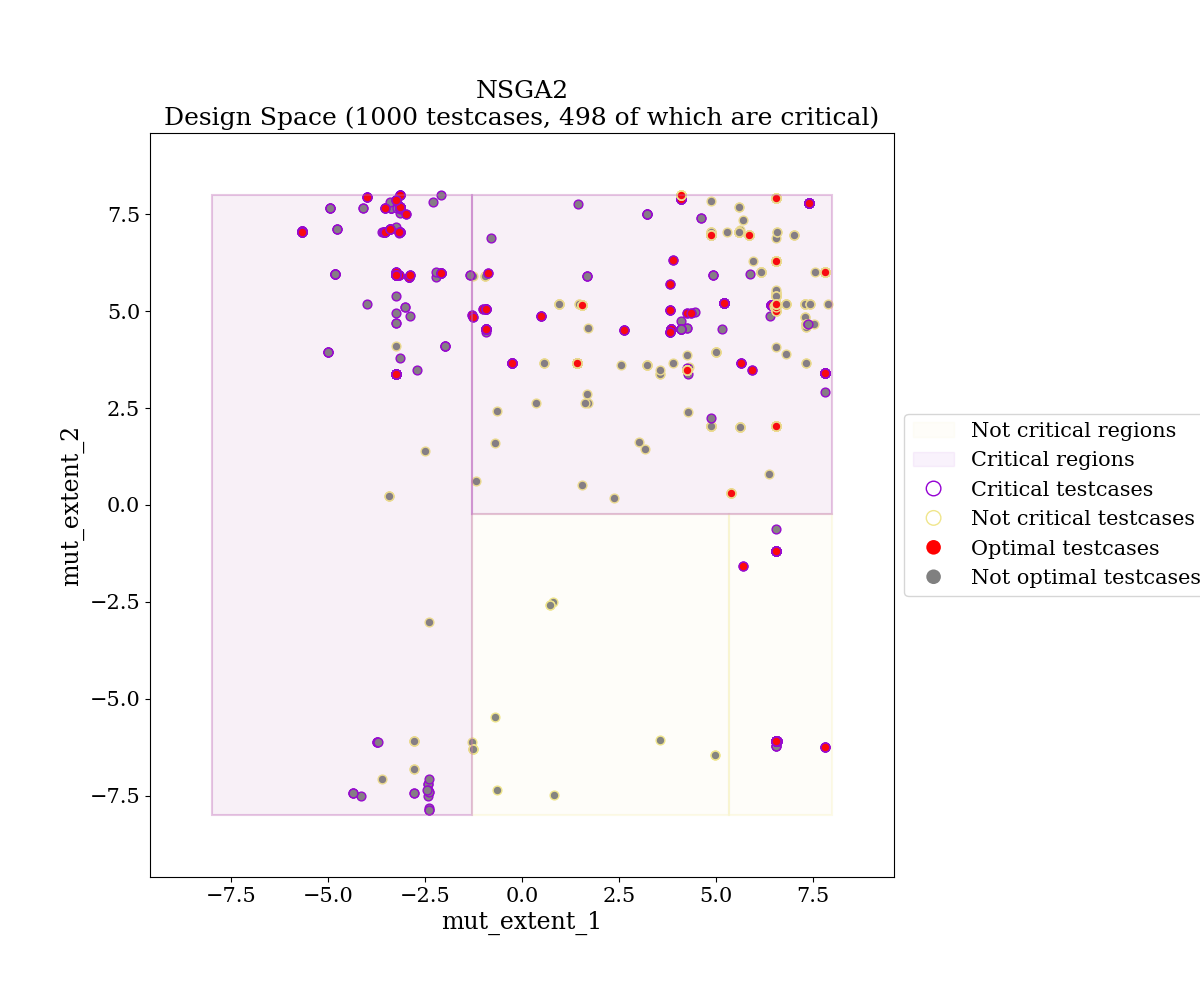 NSGA2
Design Space (1000 testcases, 498 of which are critical)
7.5
5.0
2.5
0.0
−2.5
−5.0
−7.5
mut_extent_2
−7.5
−5.0
−2.5
0.0
2.5
5.0
7.5
mut_extent_1
Not critical regions
Critical regions
Critical testcases
Not critical testcases
Optimal testcases
Not optimal testcases